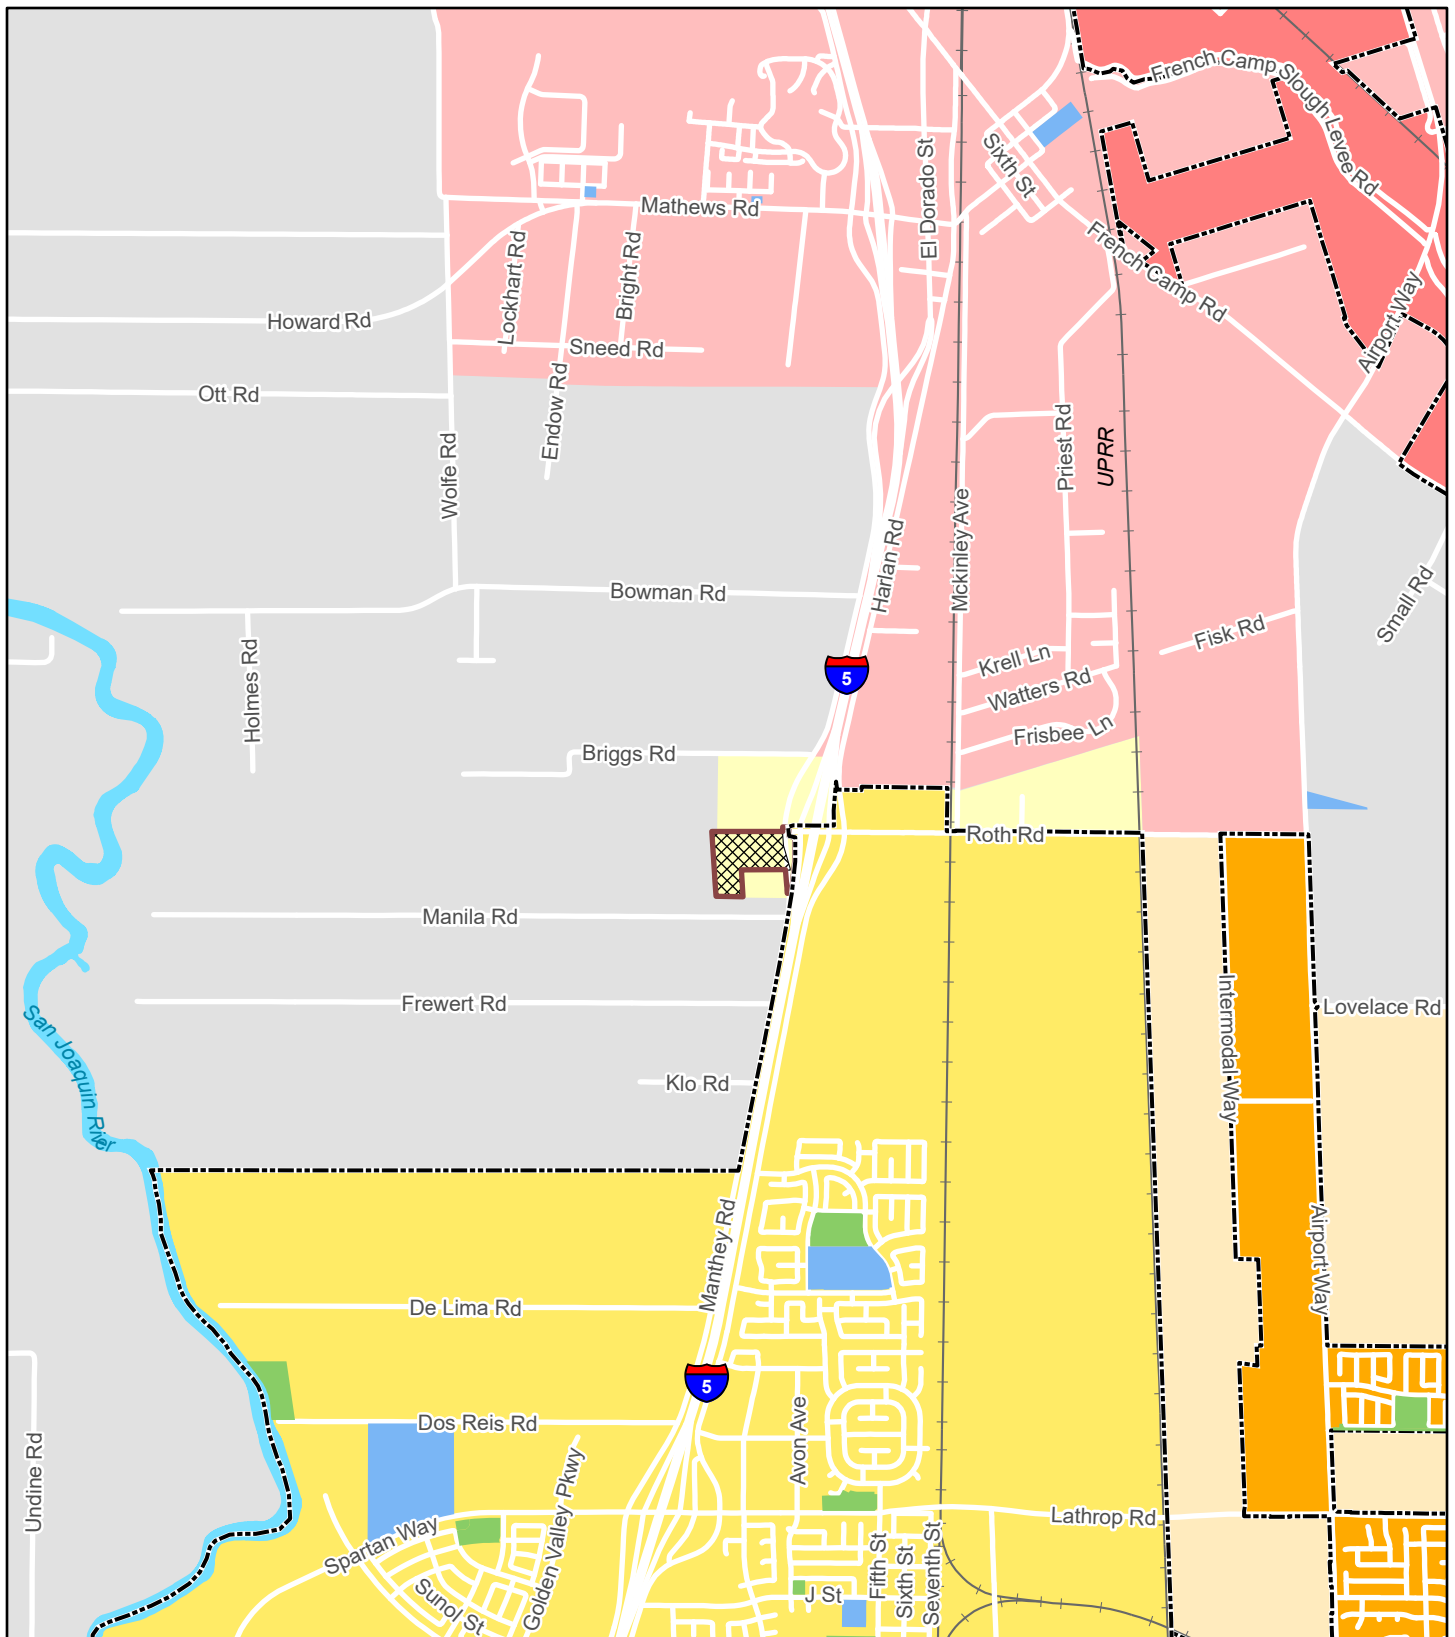 French Camp Slough Levee Rd
Sixth St
El Dorado St
Mathews Rd
Lockhart Rd
Bright Rd
French Camp Rd
Howard Rd
Sneed Rd
Airport Way
Ott Rd
Endow Rd
Wolfe Rd
Priest Rd
UPRR
Harlan Rd
Mckinley Ave
Bowman Rd
Small Rd
Fisk Rd
Holmes Rd
Krell Ln
5
Watters Rd
Frisbee Ln
Briggs Rd
Roth Rd
Manila Rd
Frewert Rd
Intermodal Way
Lovelace Rd
San Joaquin River
Klo Rd
Manthey Rd
Airport Way
De Lima Rd
5
Dos Reis Rd
Avon Ave
Undine Rd
Golden Valley Pkwy
Lathrop Rd
Spartan Way
Fifth St
Sixth St
Seventh St
Sunol St
J St